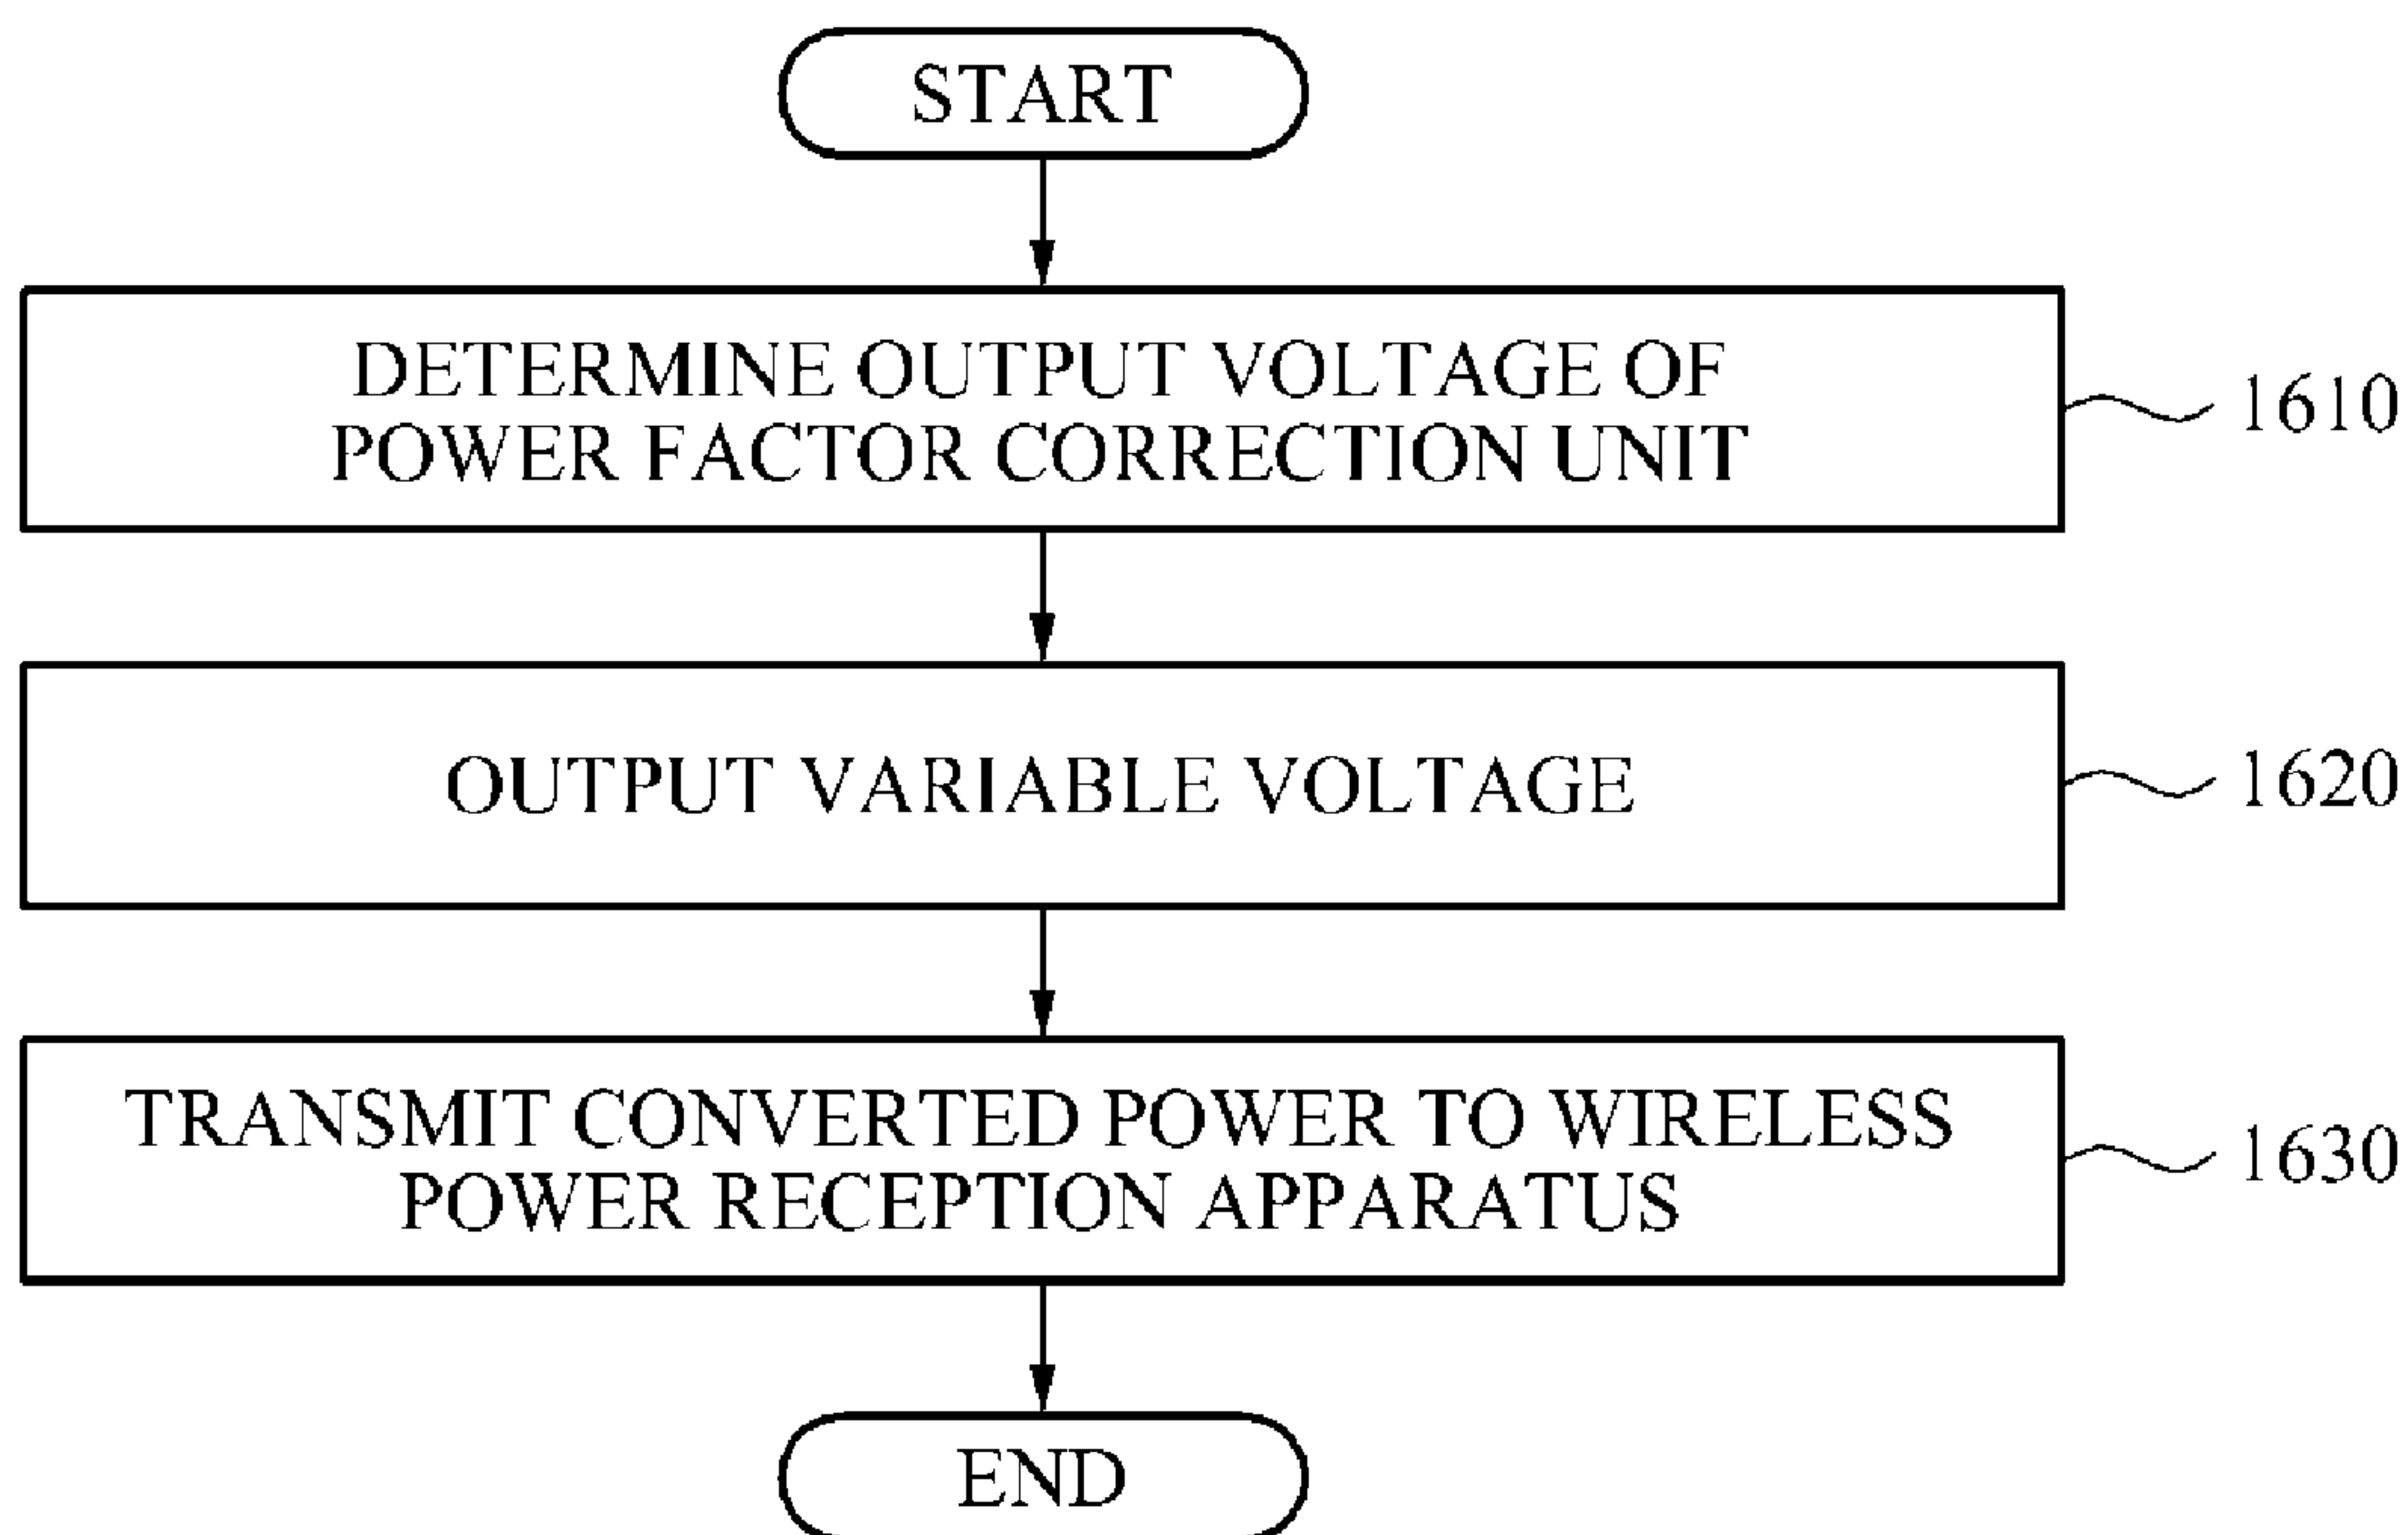 START
DETERMINE OUTPUT VOLTAGE OF
POWER FACTOR CORRECTION UNIT
1610
OUTPUT VARIABLE VOLTAGE
1620
TRANSMIT CONVERTED POWER TO WIRELESS
POWER RECEPTION APPARATUS
1630
END